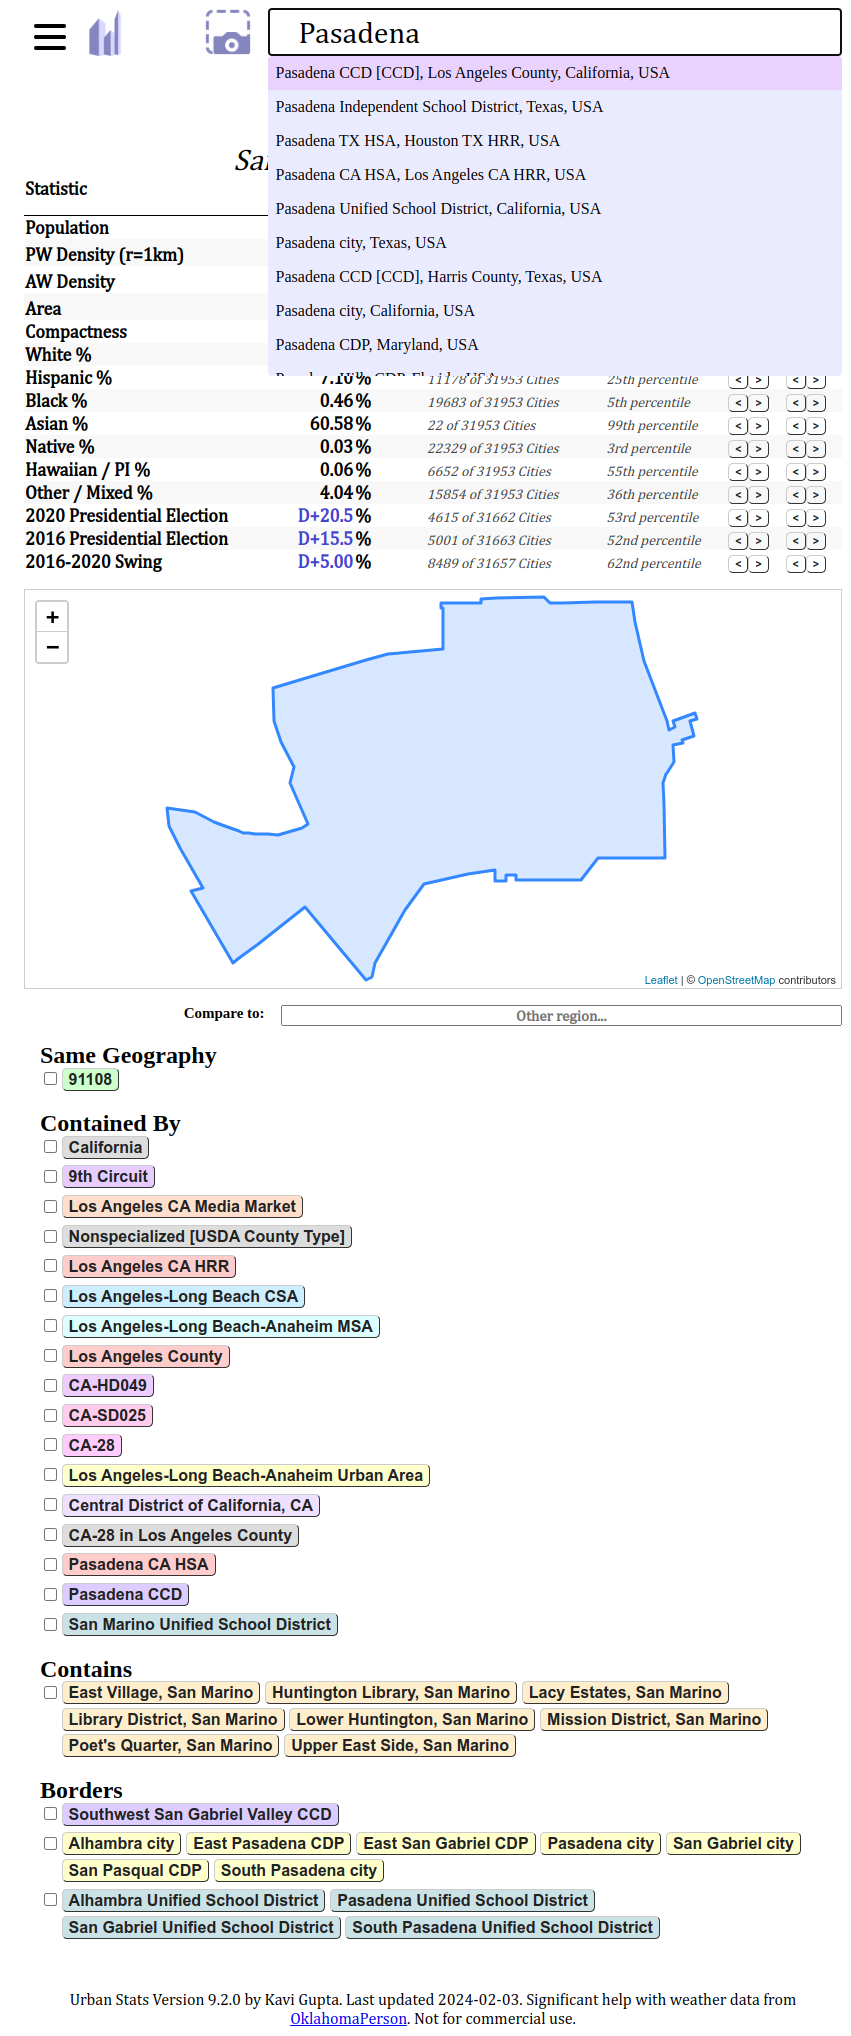 Pasadena
Pasadena CCD [CCD], Los Angeles County, California, USA
Pasadena Independent School District, Texas, USA
Pasadena TX HSA, Houston TX HRR, USA
Pasadena CA HSA, Los Angeles CA HRR, USA
Pasadena Unified School District, California, USA
Pasadena city, Texas, USA
Pasadena CCD [CCD], Harris County, Texas, USA
Pasadena city, California, USA
Pasadena CDP, Maryland, USA
Statistic
Population
PW Density (r=1km)
AW Density
Area
Compactness
White %
Hispanic % 7.10% 11178 of 31953 Cities 25th percentile < > < >
Black % 0.46% 19683 of 31953 Cities 5th percentile < > < >
Asian % 60.58% 22 of 31953 Cities 99th percentile < > < >
Native % 0.03% 22329 of 31953 Cities 3rd percentile < > < >
Hawaiian / PI % 0.06% 6652 of 31953 Cities 55th percentile < > < >
Other / Mixed % 4.04% 15854 of 31953 Cities 36th percentile < > < >
2020 Presidential Election D+20.5% 4615 of 31662 Cities 53rd percentile < > < >
2016 Presidential Election D+15.5% 5001 of 31663 Cities 52nd percentile < > < >
2016-2020 Swing D+5.00% 8489 of 31657 Cities 62nd percentile < > < >
+
−
Leaflet | © OpenStreetMap contributors
Compare to: Other region...
Same Geography
91108
Contained By
California
9th Circuit
Los Angeles CA Media Market
Nonspecialized [USDA County Type]
Los Angeles CA HRR
Los Angeles-Long Beach CSA
Los Angeles-Long Beach-Anaheim MSA
Los Angeles County
CA-HD049
CA-SD025
CA-28
Los Angeles-Long Beach-Anaheim Urban Area
Central District of California, CA
CA-28 in Los Angeles County
Pasadena CA HSA
Pasadena CCD
San Marino Unified School District
Contains
East Village, San Marino Huntington Library, San Marino Lacy Estates, San Marino
Library District, San Marino Lower Huntington, San Marino Mission District, San Marino
Poet's Quarter, San Marino Upper East Side, San Marino
Borders
Southwest San Gabriel Valley CCD
Alhambra city East Pasadena CDP East San Gabriel CDP Pasadena city San Gabriel city
San Pasqual CDP South Pasadena city
Alhambra Unified School District Pasadena Unified School District
San Gabriel Unified School District South Pasadena Unified School District
Urban Stats Version 9.2.0 by Kavi Gupta. Last updated 2024-02-03. Significant help with weather data from
OklahomaPerson. Not for commercial use.